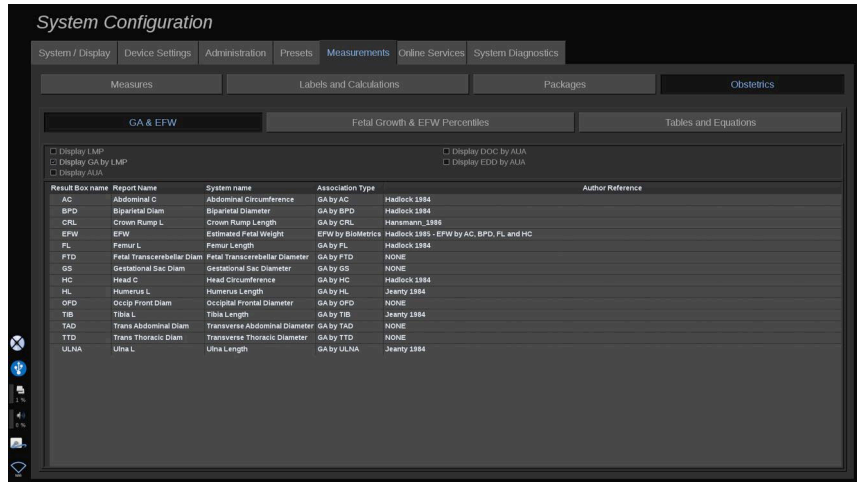 System Configuration
System / Display Device Settings Administration Presets Measurements Online Services System Diagnostics
Measures Labels and Calculations Packages Obstetrics
GA & EFW Fetal Growth & EFW Percentiles Tables and Equations
Display LMP Display DOC by AUA
Display GA by LMP Display EDD by AUA
Display AUA
Result Box name Report Name System name Association Type Author Reference
AC Abdominal C Abdominal Circumference GA by AC Hadlock 1984
BPD Biparietal Diam Biparietal Diameter GA by BPD Hadlock 1984
CRL Crown Rump L Crown Rump Length GA by CRL Hansmann_1986
EFW EFW Estimated Fetal Weight EFW by BioMetrics Hadlock 1985 - EFW by AC, BPD, FL and HC
FL Femur L Femur Length GA by FL Hadlock 1984
FTD Fetal Transcerebellar Diam Fetal Transcerebellar Diameter GA by FTD NONE
GS Gestational Sac Diam Gestational Sac Diameter GA by GS NONE
HC Head C Head Circumference GA by HC Hadlock 1984
HL Humerus L Humerus Length GA by HL Jeanty 1984
OFD Occip Front Diam Occipital Frontal Diameter GA by OFD NONE
TIB Tibia L Tibia Length GA by TIB Jeanty 1984
TAD Trans Abdominal Diam Transverse Abdominal Diameter GA by TAD NONE
TTD Trans Thoracic Diam Transverse Thoracic Diameter GA by TTD NONE
ULNA Ulna L Ulna Length GA by ULNA Jeanty 1984
1 %
0 %